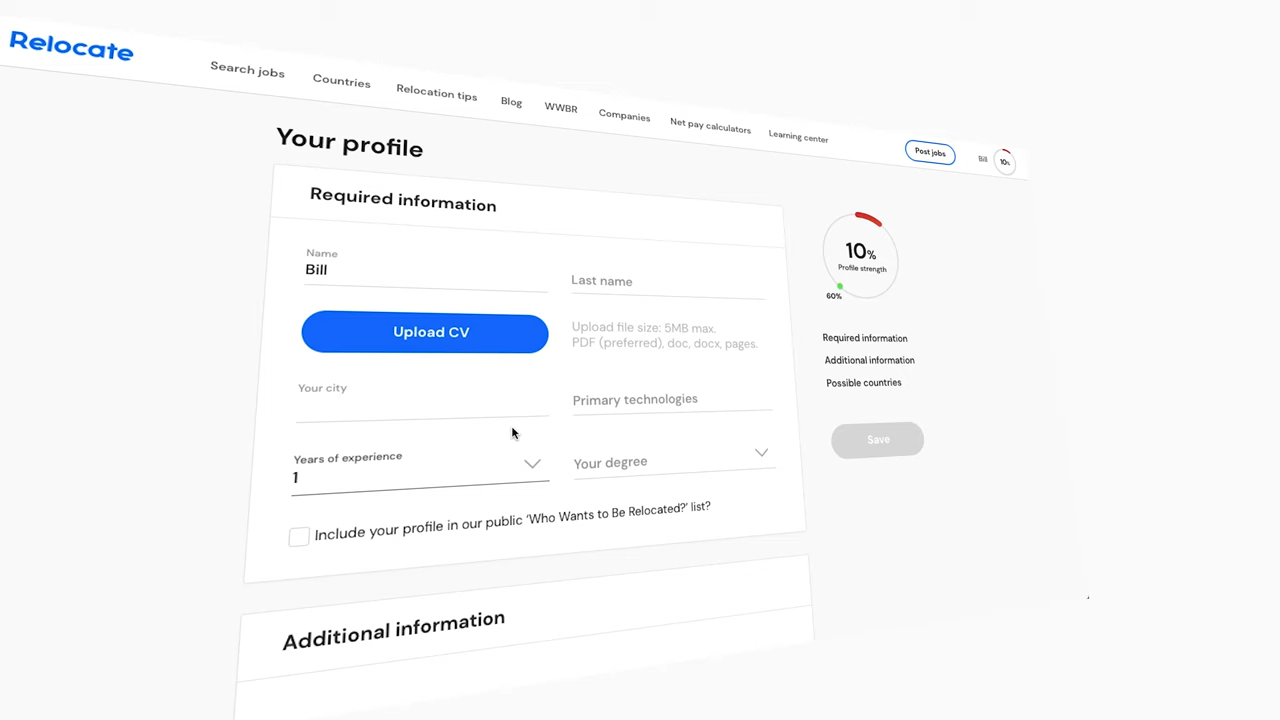 Relocate
Search jobs
Countries
Relocation tips
Blog
WWBR
Companies
Net pay calculators
Learning center
Post jobs
Bill
10%
Your profile
Required information
Name
Bill
Last name
Upload CV
Upload file size: 5MB max.
PDF (preferred), doc, docx, pages.
Your city
Primary technologies
Years of experience
1
Your degree
Include your profile in our public ‘Who Wants to Be Relocated?’ list?
Additional information
10%
Profile strength
60%
Required information
Additional information
Possible countries
Save